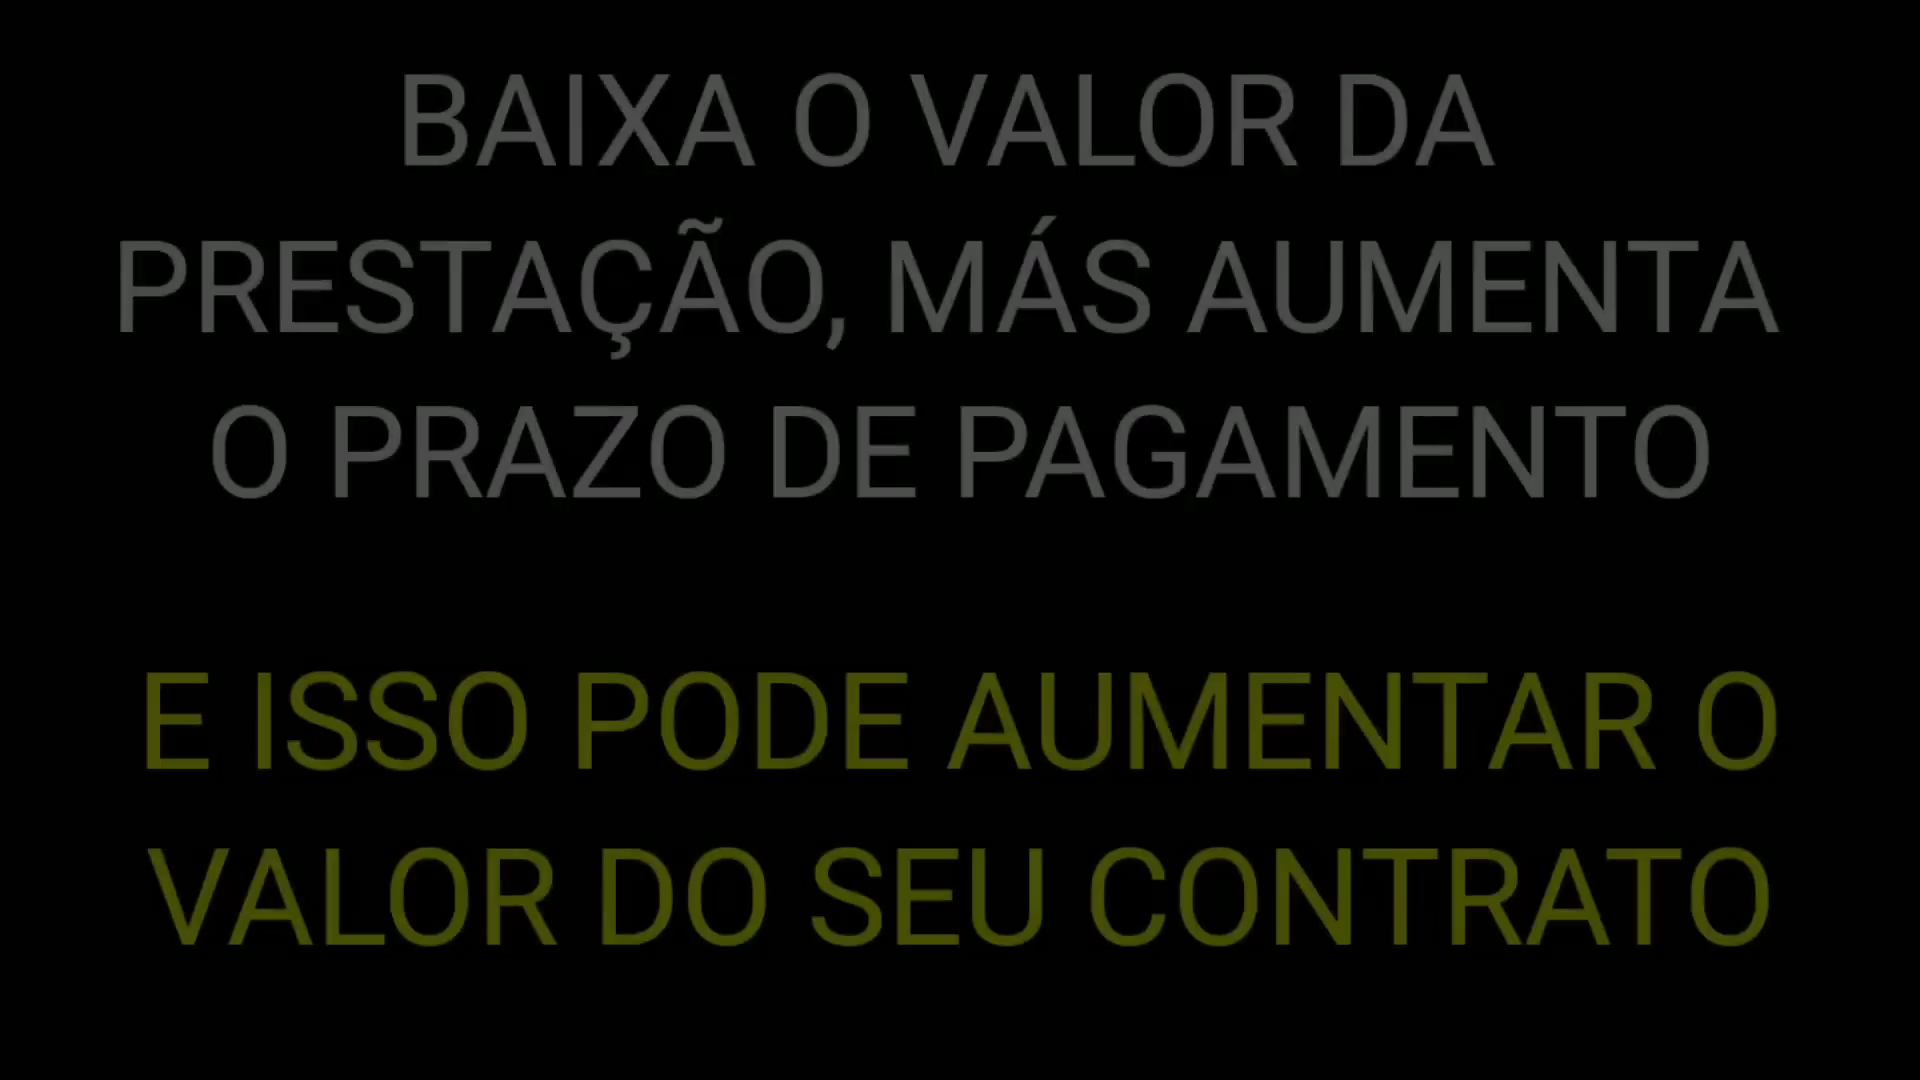 BAIXA O VALOR DA
PRESTAÇÃO, MÁS AUMENTA
O PRAZO DE PAGAMENTO
E ISSO PODE AUMENTAR O
VALOR DO SEU CONTRATO